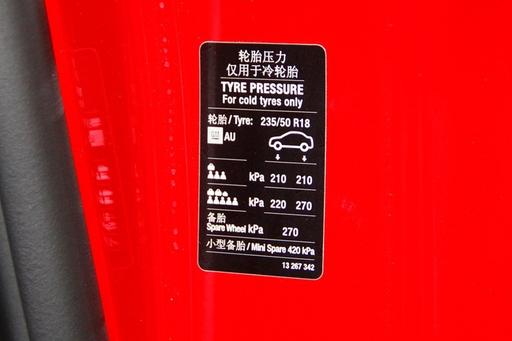 轮胎压力
仅用于冷轮胎
TYRE PRESSURE
For cold tyres only
轮胎/Tyre: 235/50 R18
GM AU
kPa 210 210
kPa 220 270
备胎
Spare Wheel kPa 270
小型备胎/Mini Spare 420 kPa
13 267 342